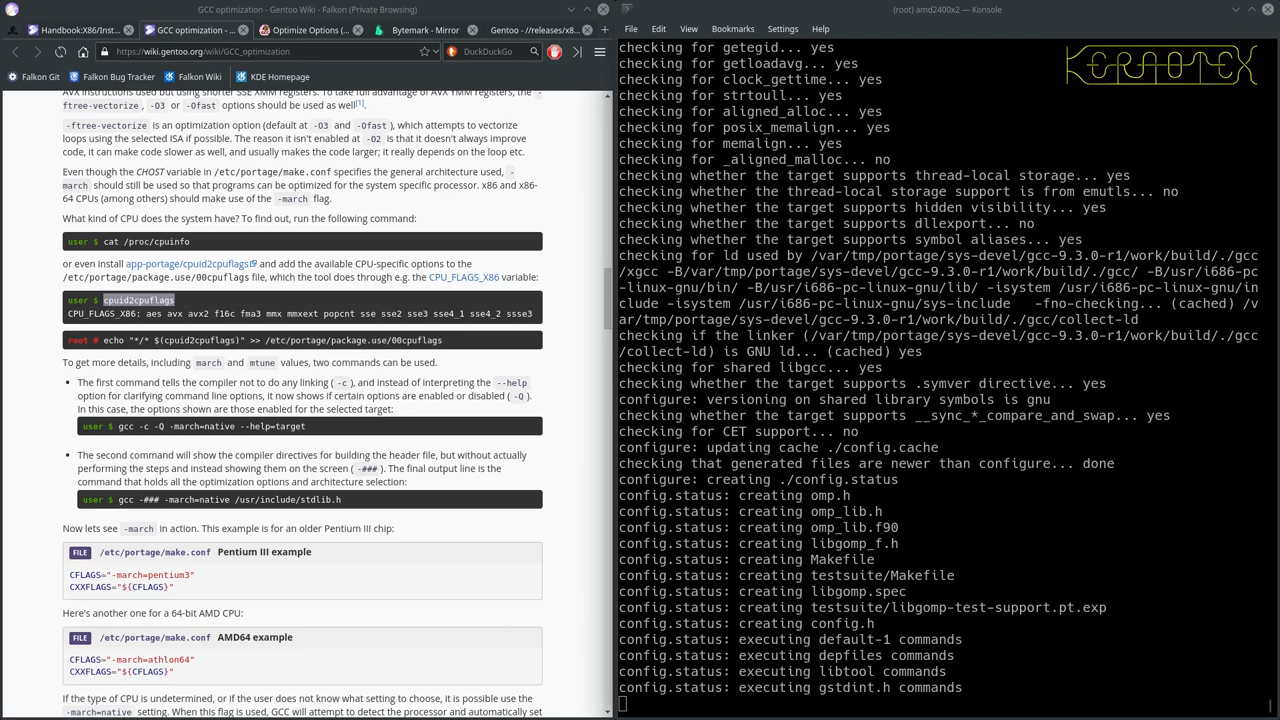 GCC optimization - Gentoo Wiki - Falkon (Private Browsing)
Handbook:X86/Inst...
GCC optimization - ...
Optimize Options (...
Bytemark - Mirror
Gentoo - //releases/x8...
https://wiki.gentoo.org/wiki/GCC_optimization
DuckDuckGo
Falkon Git
Falkon Bug Tracker
Falkon Wiki
KDE Homepage
AVX instructions used but using shorter SSE XMM registers. To take full advantage of AVX YMM registers, the -
ftree-vectorize, -O3 or -Ofast options should be used as well[1].
-ftree-vectorize is an optimization option (default at -O3 and -Ofast), which attempts to vectorize
loops using the selected ISA if possible. The reason it isn't enabled at -O2 is that it doesn't always improve
code, it can make code slower as well, and usually makes the code larger; it really depends on the loop etc.
Even though the CHOST variable in /etc/portage/make.conf specifies the general architecture used, -
march should still be used so that programs can be optimized for the system specific processor. x86 and x86-
64 CPUs (among others) should make use of the -march flag.
What kind of CPU does the system have? To find out, run the following command:
user $ cat /proc/cpuinfo
or even install app-portage/cpuid2cpuflags and add the available CPU-specific options to the
/etc/portage/package.use/00cpuflags file, which the tool does through e.g. the CPU_FLAGS_X86 variable:
user $ cpuid2cpuflags
CPU_FLAGS_X86: aes avx avx2 f16c fma3 mmx mmxext popcnt sse sse2 sse3 sse4_1 sse4_2 ssse3
root # echo "*/* $(cpuid2cpuflags)" >> /etc/portage/package.use/00cpuflags
To get more details, including march and mtune values, two commands can be used.
• The first command tells the compiler not to do any linking (-c), and instead of interpreting the --help
option for clarifying command line options, it now shows if certain options are enabled or disabled (-Q).
In this case, the options shown are those enabled for the selected target:
user $ gcc -c -Q -march=native --help=target
• The second command will show the compiler directives for building the header file, but without actually
performing the steps and instead showing them on the screen (-###). The final output line is the
command that holds all the optimization options and architecture selection:
user $ gcc -### -march=native /usr/include/stdlib.h
Now lets see -march in action. This example is for an older Pentium III chip:
FILE /etc/portage/make.conf Pentium III example
CFLAGS="-march=pentium3"
CXXFLAGS="${CFLAGS}"
Here's another one for a 64-bit AMD CPU:
FILE /etc/portage/make.conf AMD64 example
CFLAGS="-march=athlon64"
CXXFLAGS="${CFLAGS}"
If the type of CPU is undetermined, or if the user does not know what setting to choose, it is possible use the
-march=native setting. When this flag is used, GCC will attempt to detect the processor and automatically set
(root) amd2400x2 — Konsole
File Edit View Bookmarks Settings Help
KERAOTEX
checking for getegid... yes
checking for getloadavg... yes
checking for clock_gettime... yes
checking for strtoull... yes
checking for aligned_alloc... yes
checking for posix_memalign... yes
checking for memalign... yes
checking for _aligned_malloc... no
checking whether the target supports thread-local storage... yes
checking whether the thread-local storage support is from emutls... no
checking whether the target supports hidden visibility... yes
checking whether the target supports dllexport... no
checking whether the target supports symbol aliases... yes
checking for ld used by /var/tmp/portage/sys-devel/gcc-9.3.0-r1/work/build/./gcc
/xgcc -B/var/tmp/portage/sys-devel/gcc-9.3.0-r1/work/build/./gcc/ -B/usr/i686-pc
-linux-gnu/bin/ -B/usr/i686-pc-linux-gnu/lib/ -isystem /usr/i686-pc-linux-gnu/in
clude -isystem /usr/i686-pc-linux-gnu/sys-include   -fno-checking... (cached) /v
ar/tmp/portage/sys-devel/gcc-9.3.0-r1/work/build/./gcc/collect-ld
checking if the linker (/var/tmp/portage/sys-devel/gcc-9.3.0-r1/work/build/./gcc
/collect-ld) is GNU ld... (cached) yes
checking for shared libgcc... yes
checking whether the target supports .symver directive... yes
configure: versioning on shared library symbols is gnu
checking whether the target supports __sync_*_compare_and_swap... yes
checking for CET support... no
configure: updating cache ./config.cache
checking that generated files are newer than configure... done
configure: creating ./config.status
config.status: creating omp.h
config.status: creating omp_lib.h
config.status: creating omp_lib.f90
config.status: creating libgomp_f.h
config.status: creating Makefile
config.status: creating testsuite/Makefile
config.status: creating libgomp.spec
config.status: creating testsuite/libgomp-test-support.pt.exp
config.status: creating config.h
config.status: executing default-1 commands
config.status: executing depfiles commands
config.status: executing libtool commands
config.status: executing gstdint.h commands